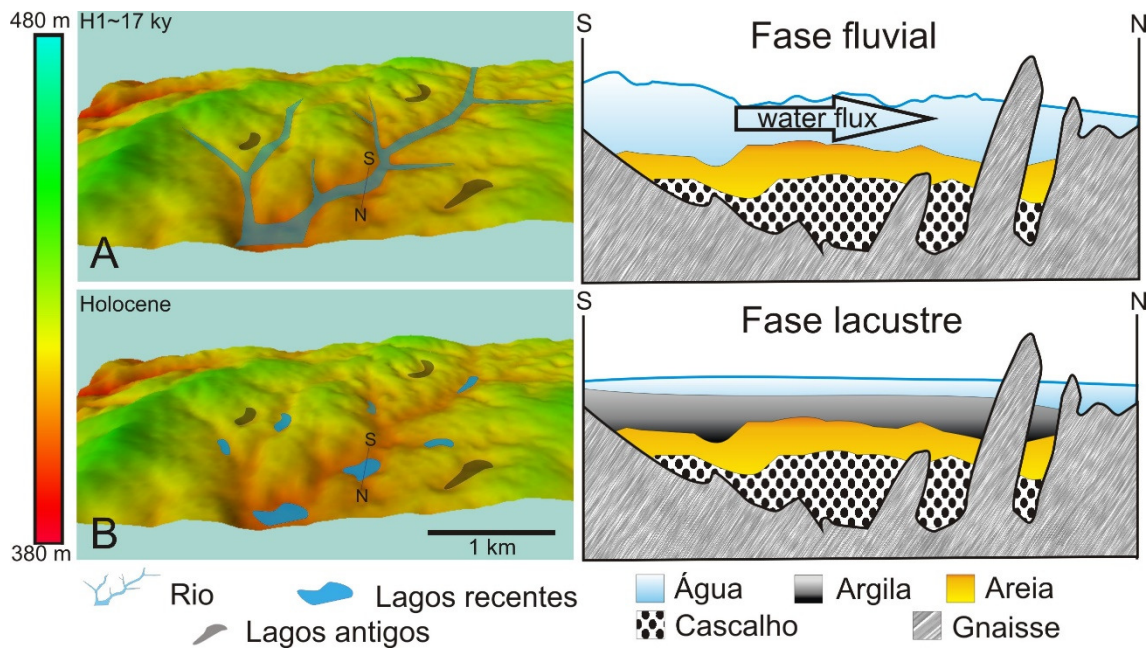 480 m
H1~17 ky
S
N
A
S
N
Fase fluvial
water flux
Holocene
S
N
B
1 km
380 m
S
N
Fase lacustre
Rio
Lagos recentes
Lagos antigos
Água
Argila
Areia
Cascalho
Gnaisse